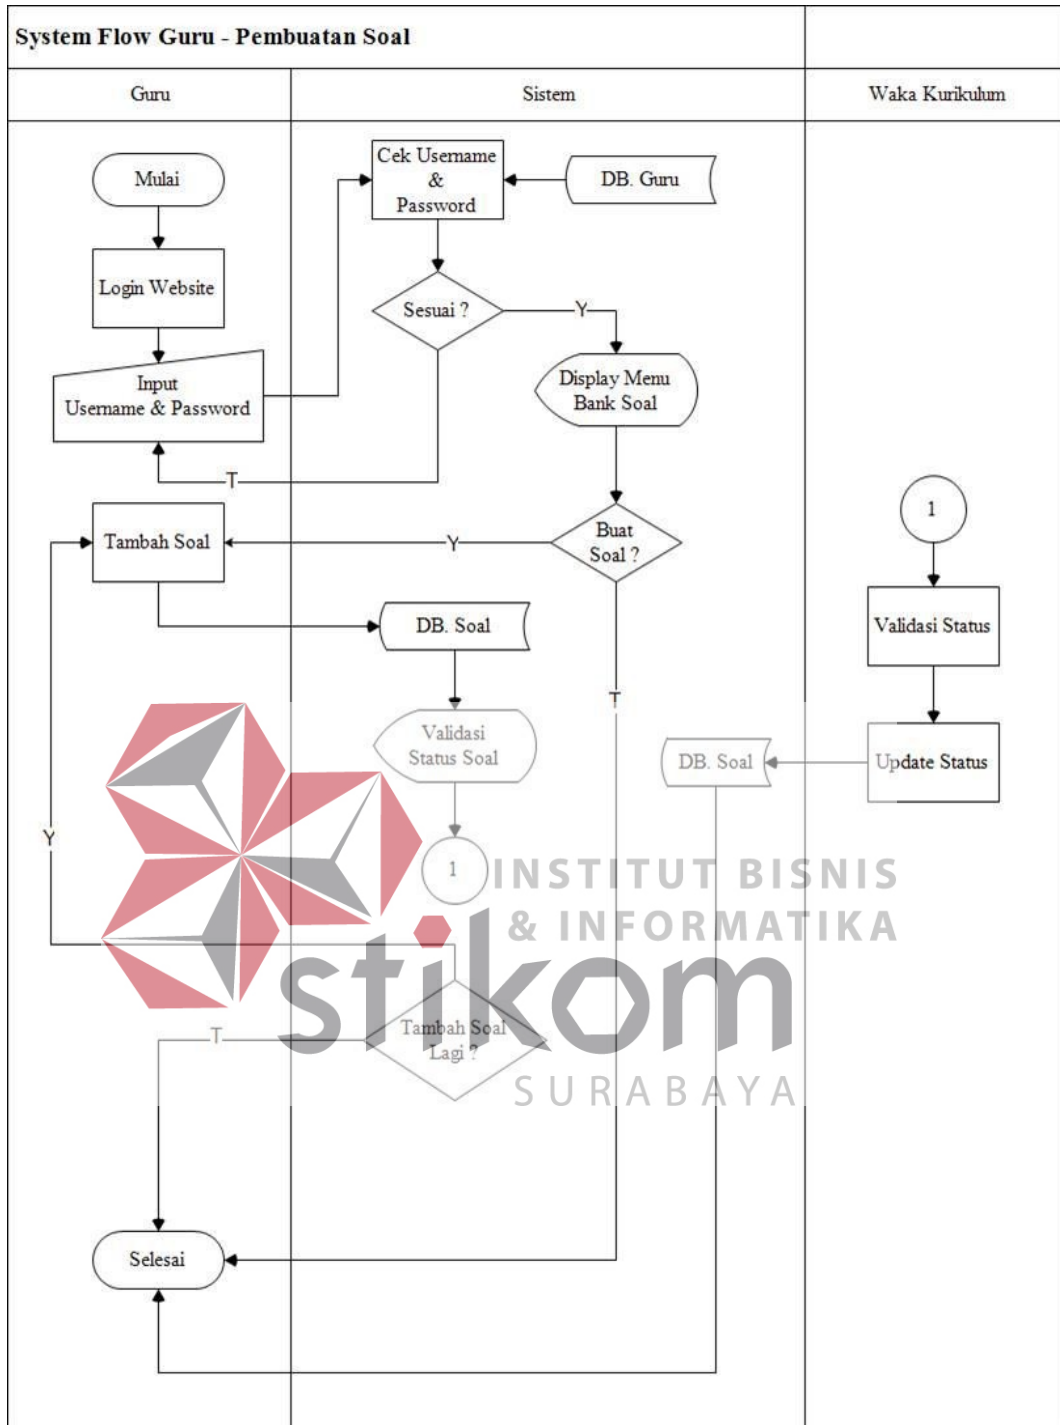 System Flow Guru - Pembuatan Soal
Guru
Sistem
Waka Kurikulum
Mulai
Cek Username
&
Password
DB. Guru
Login Website
Sesuai ?
Y
Input
Username & Password
Display Menu
Bank Soal
T
1
Tambah Soal
Y
Buat
Soal ?
DB. Soal
Validasi Status
T
Validasi
Status Soal
DB. Soal
Update Status
Y
1
INSTITUT BISNIS
& INFORMATIKA
stikom
SURABAYA
T
Tambah Soal
Lagi ?
Selesai